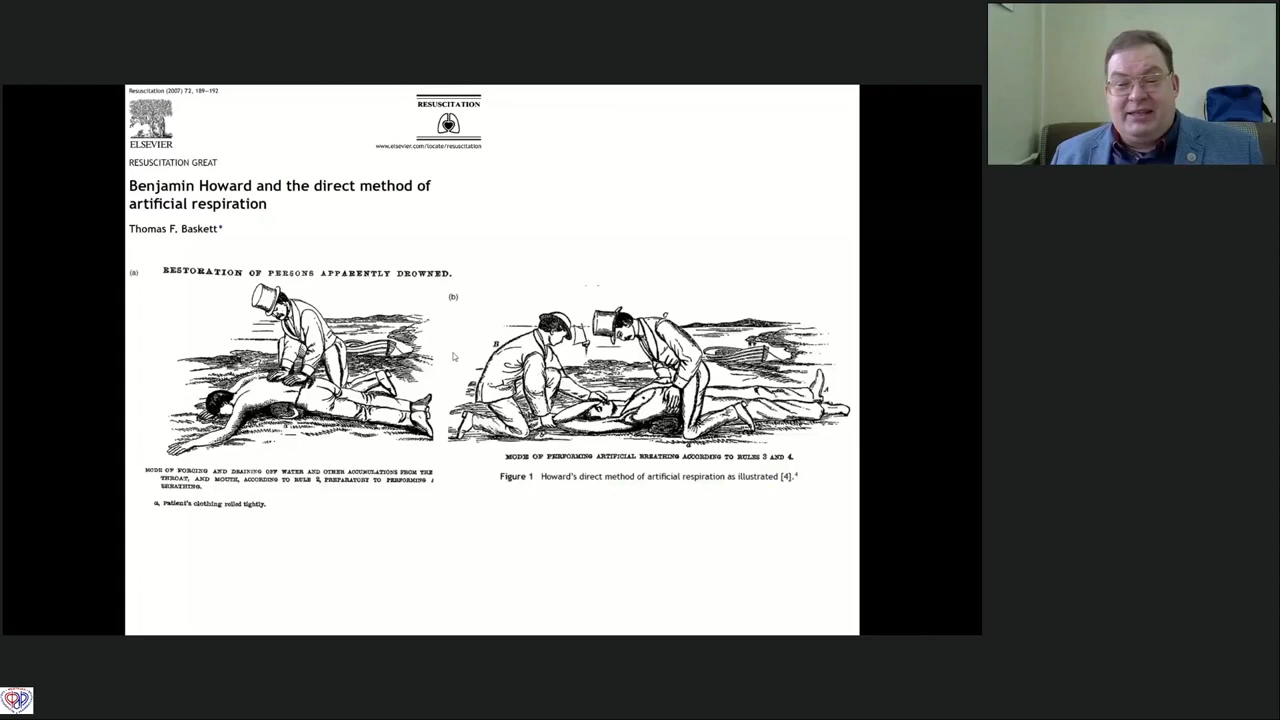 Resuscitation (2007) 72, 189—192
ELSEVIER
RESUSCITATION
www.elsevier.com/locate/resuscitation
RESUSCITATION GREAT
Benjamin Howard and the direct method of
artificial respiration
Thomas F. Baskett*
(a)
RESTORATION OF PERSONS APPARENTLY DROWNED.
(b)
B
C
A
a
MODE OF PERFORMING ARTIFICIAL BREATHING ACCORDING TO RULES 3 AND 4.
MODE OF FORCING AND DRAINING OFF WATER AND OTHER ACCUMULATIONS FROM THE
THROAT, AND MOUTH, ACCORDING TO RULE 2, PREPARATORY TO PERFORMING
BREATHING.
Figure 1 Howard's direct method of artificial respiration as illustrated [4].⁴
a, Patient's clothing rolled tightly.